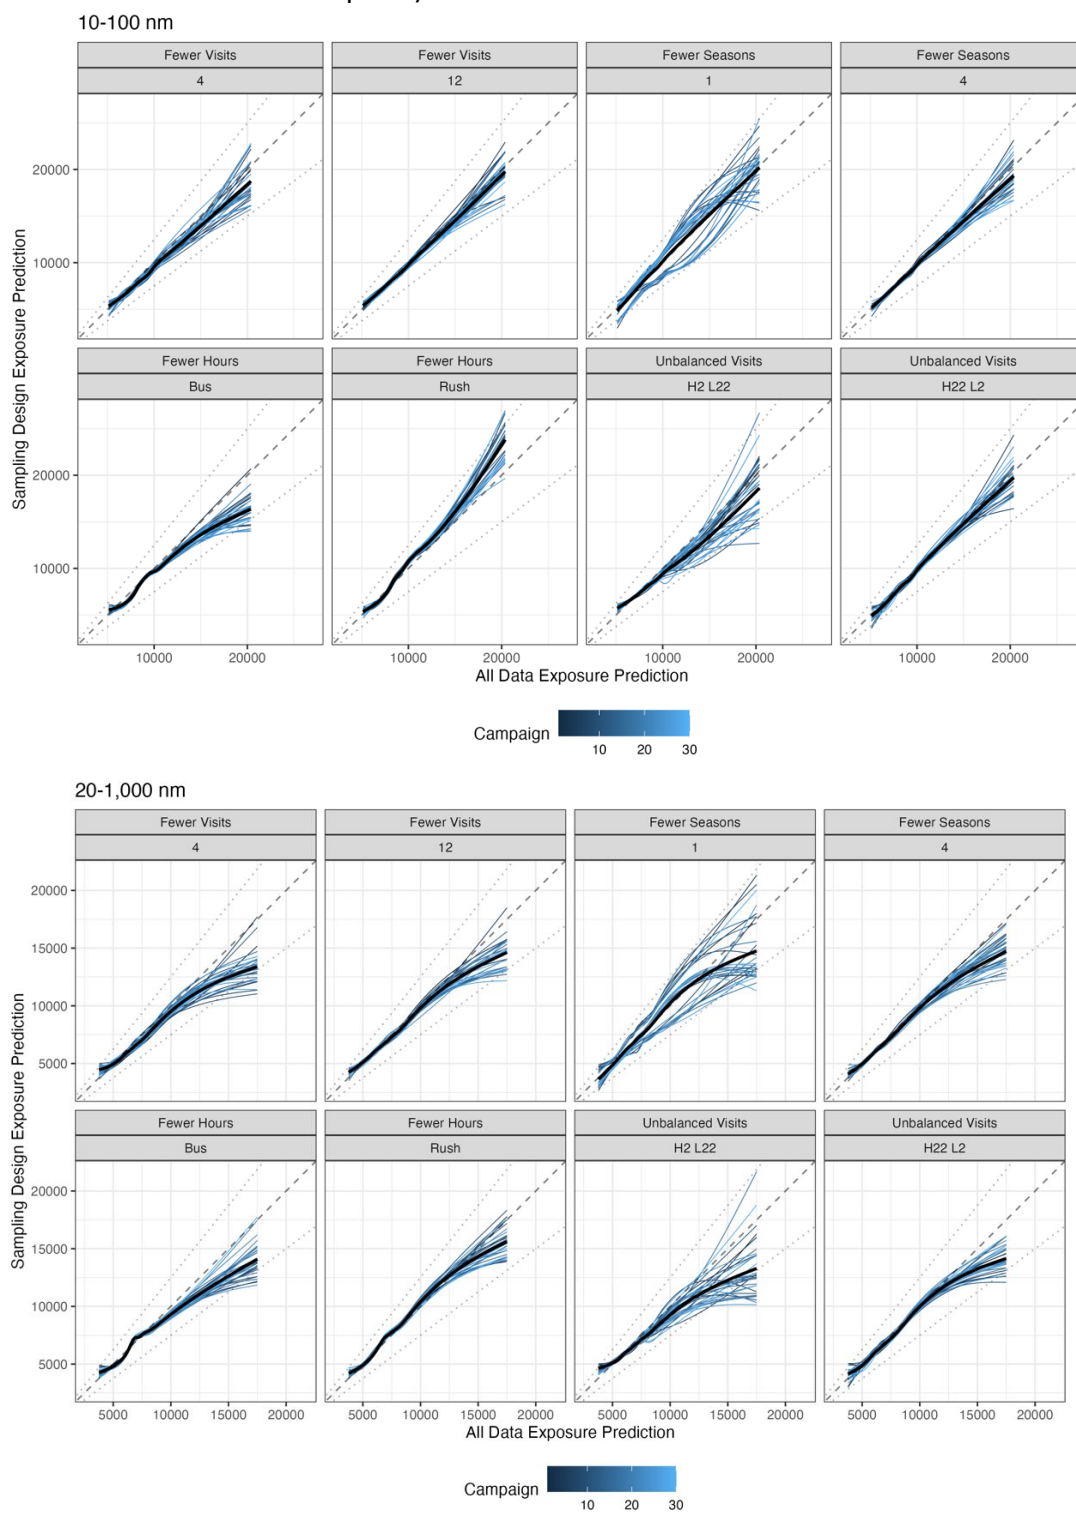 10-100 nm
Fewer Visits Fewer Visits Fewer Seasons Fewer Seasons
4 12 1 4
20000
10000
Fewer Hours Fewer Hours Unbalanced Visits Unbalanced Visits
Bus Rush H2 L22 H22 L2
20000
10000
Sampling Design Exposure Prediction
10000 20000 10000 20000 10000 20000 10000 20000
All Data Exposure Prediction
Campaign
10 20 30
20-1,000 nm
Fewer Visits Fewer Visits Fewer Seasons Fewer Seasons
4 12 1 4
20000
15000
10000
5000
Fewer Hours Fewer Hours Unbalanced Visits Unbalanced Visits
Bus Rush H2 L22 H22 L2
20000
15000
10000
5000
Sampling Design Exposure Prediction
5000 10000 15000 20000 5000 10000 15000 20000 5000 10000 15000 20000 5000 10000 15000 20000
All Data Exposure Prediction
Campaign
10 20 30